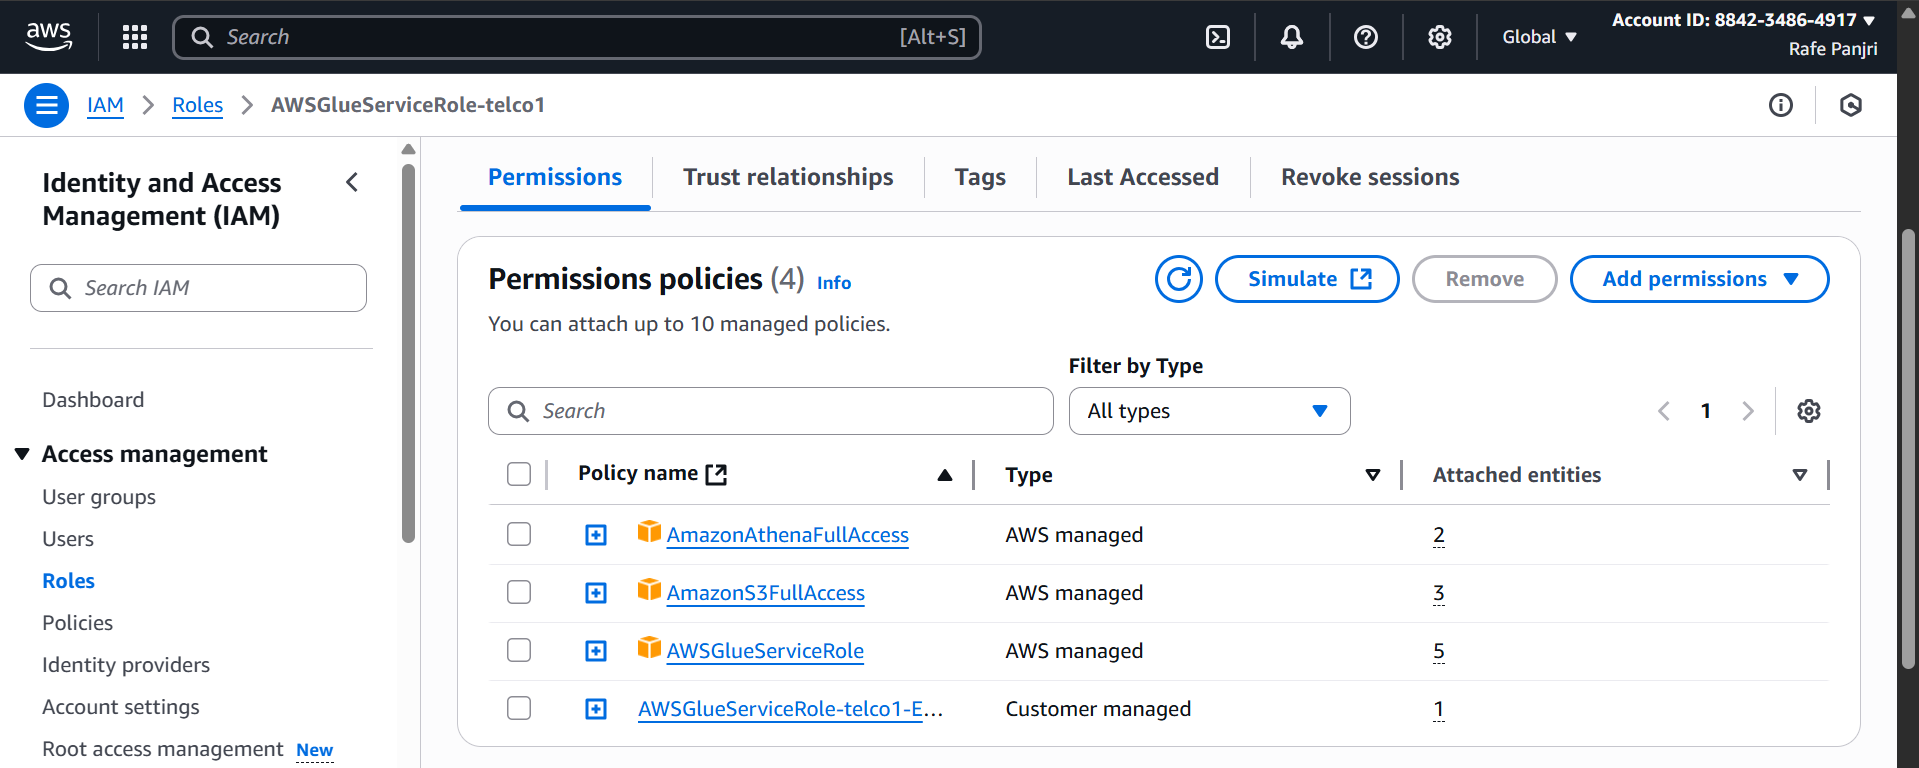 aws
Search
[Alt+S]
Global
Account ID: 8842-3486-4917
Rafe Panjri
IAM
Roles
AWSGlueServiceRole-telco1
Identity and Access
Management (IAM)
Search IAM
Dashboard
Access management
User groups
Users
Roles
Policies
Identity providers
Account settings
Root access management New
Permissions
Trust relationships
Tags
Last Accessed
Revoke sessions
Permissions policies (4) Info
Simulate
Remove
Add permissions
You can attach up to 10 managed policies.
Filter by Type
Search
All types
1
Policy name Type Attached entities
AmazonAthenaFullAccess AWS managed 2
AmazonS3FullAccess AWS managed 3
AWSGlueServiceRole AWS managed 5
AWSGlueServiceRole-telco1-E... Customer managed 1